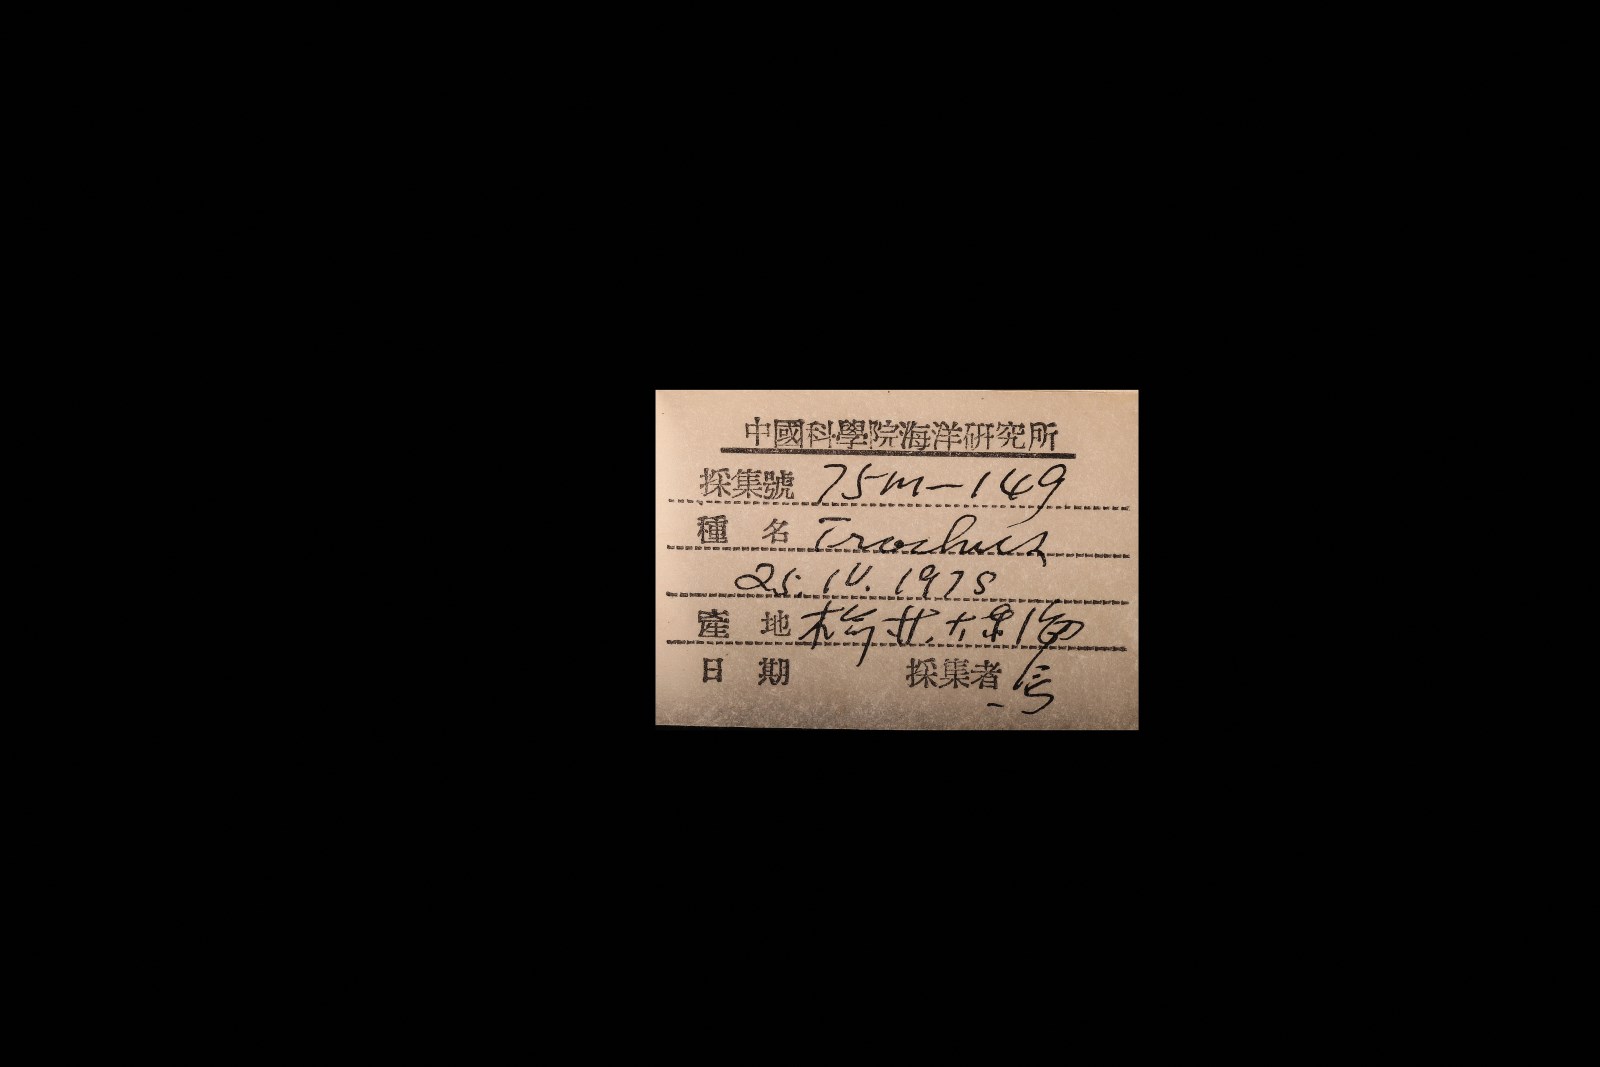 中國科學院海洋研究所
採集號 75M-149
種 名 Trochus
25. IV. 1975
產 地
日 期 採集者 馬